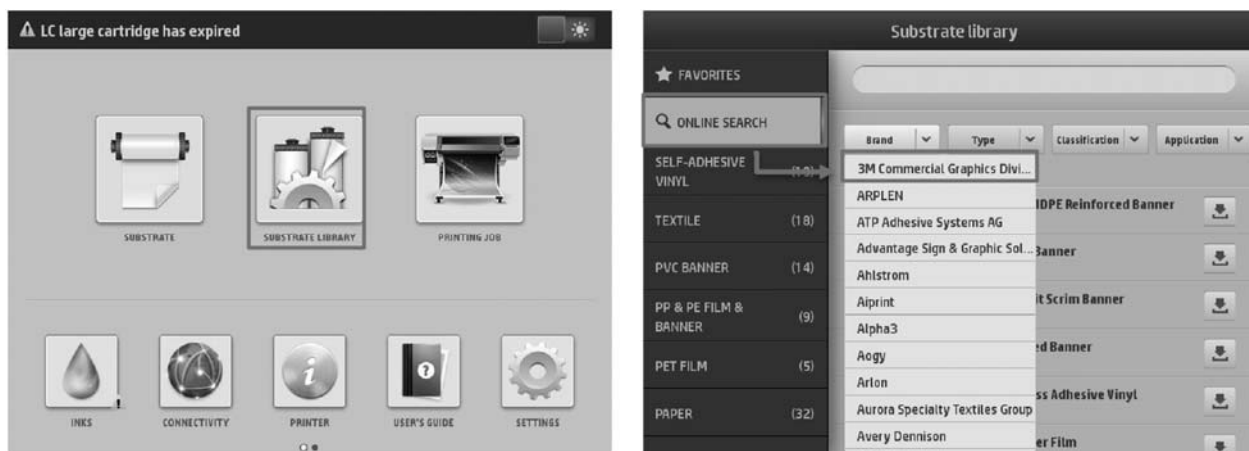 LC large cartridge has expired
SUBSTRATE
SUBSTRATE LIBRARY
PRINTING JOB
INKS
CONNECTIVITY
PRINTER
USER'S GUIDE
SETTINGS
Substrate library
FAVORITES
ONLINE SEARCH
SELF-ADHESIVE
VINYL
TEXTILE (18)
PVC BANNER (14)
PP & PE FILM &
BANNER (9)
PET FILM (5)
PAPER (32)
Brand Type Classification Application
3M Commercial Graphics Divi...
ARPLEN
ATP Adhesive Systems AG
Advantage Sign & Graphic Sol...
Ahlstrom
Aiprint
Alpha3
Aogy
Arlon
Aurora Specialty Textiles Group
Avery Dennison
HDPE Reinforced Banner
Banner
it Scrim Banner
ed Banner
ss Adhesive Vinyl
er Film